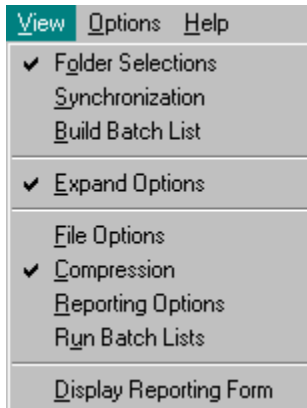 View Options Help
Folder Selections
Synchronization
Build Batch List
Expand Options
File Options
Compression
Reporting Options
Run Batch Lists
Display Reporting Form